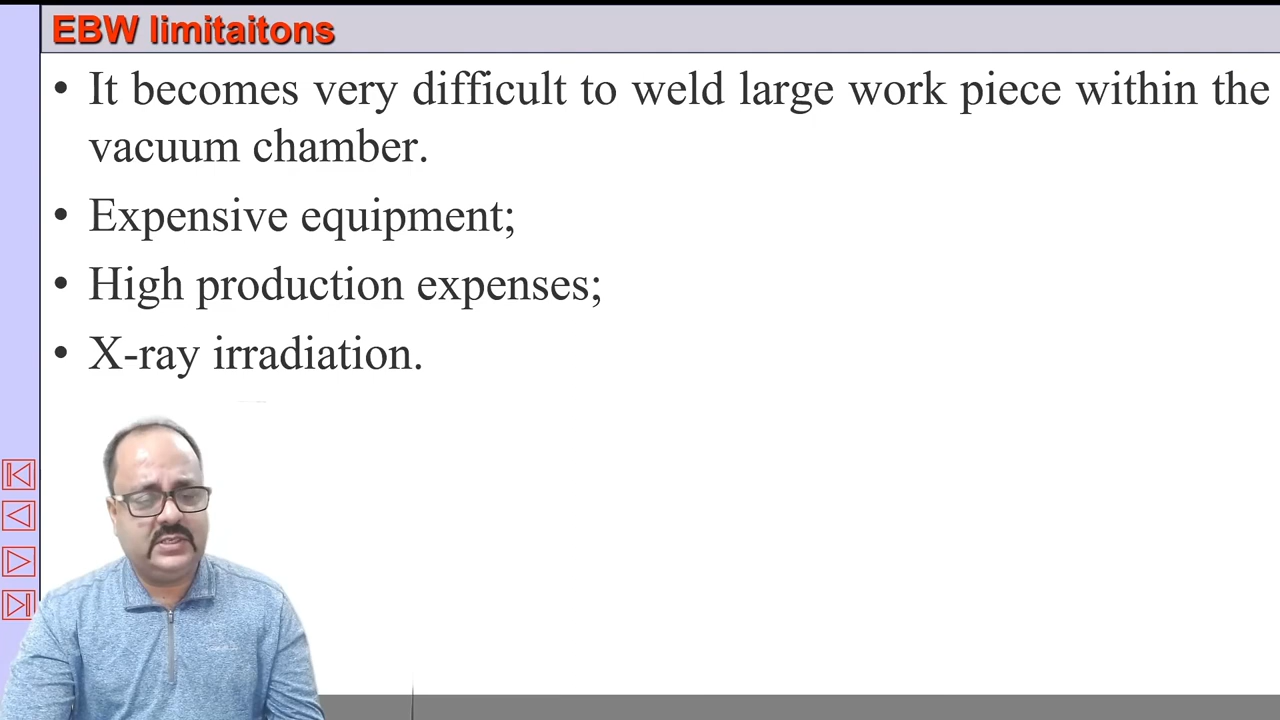 EBW limitaitons
• It becomes very difficult to weld large work piece within the
vacuum chamber.
• Expensive equipment;
• High production expenses;
• X-ray irradiation.